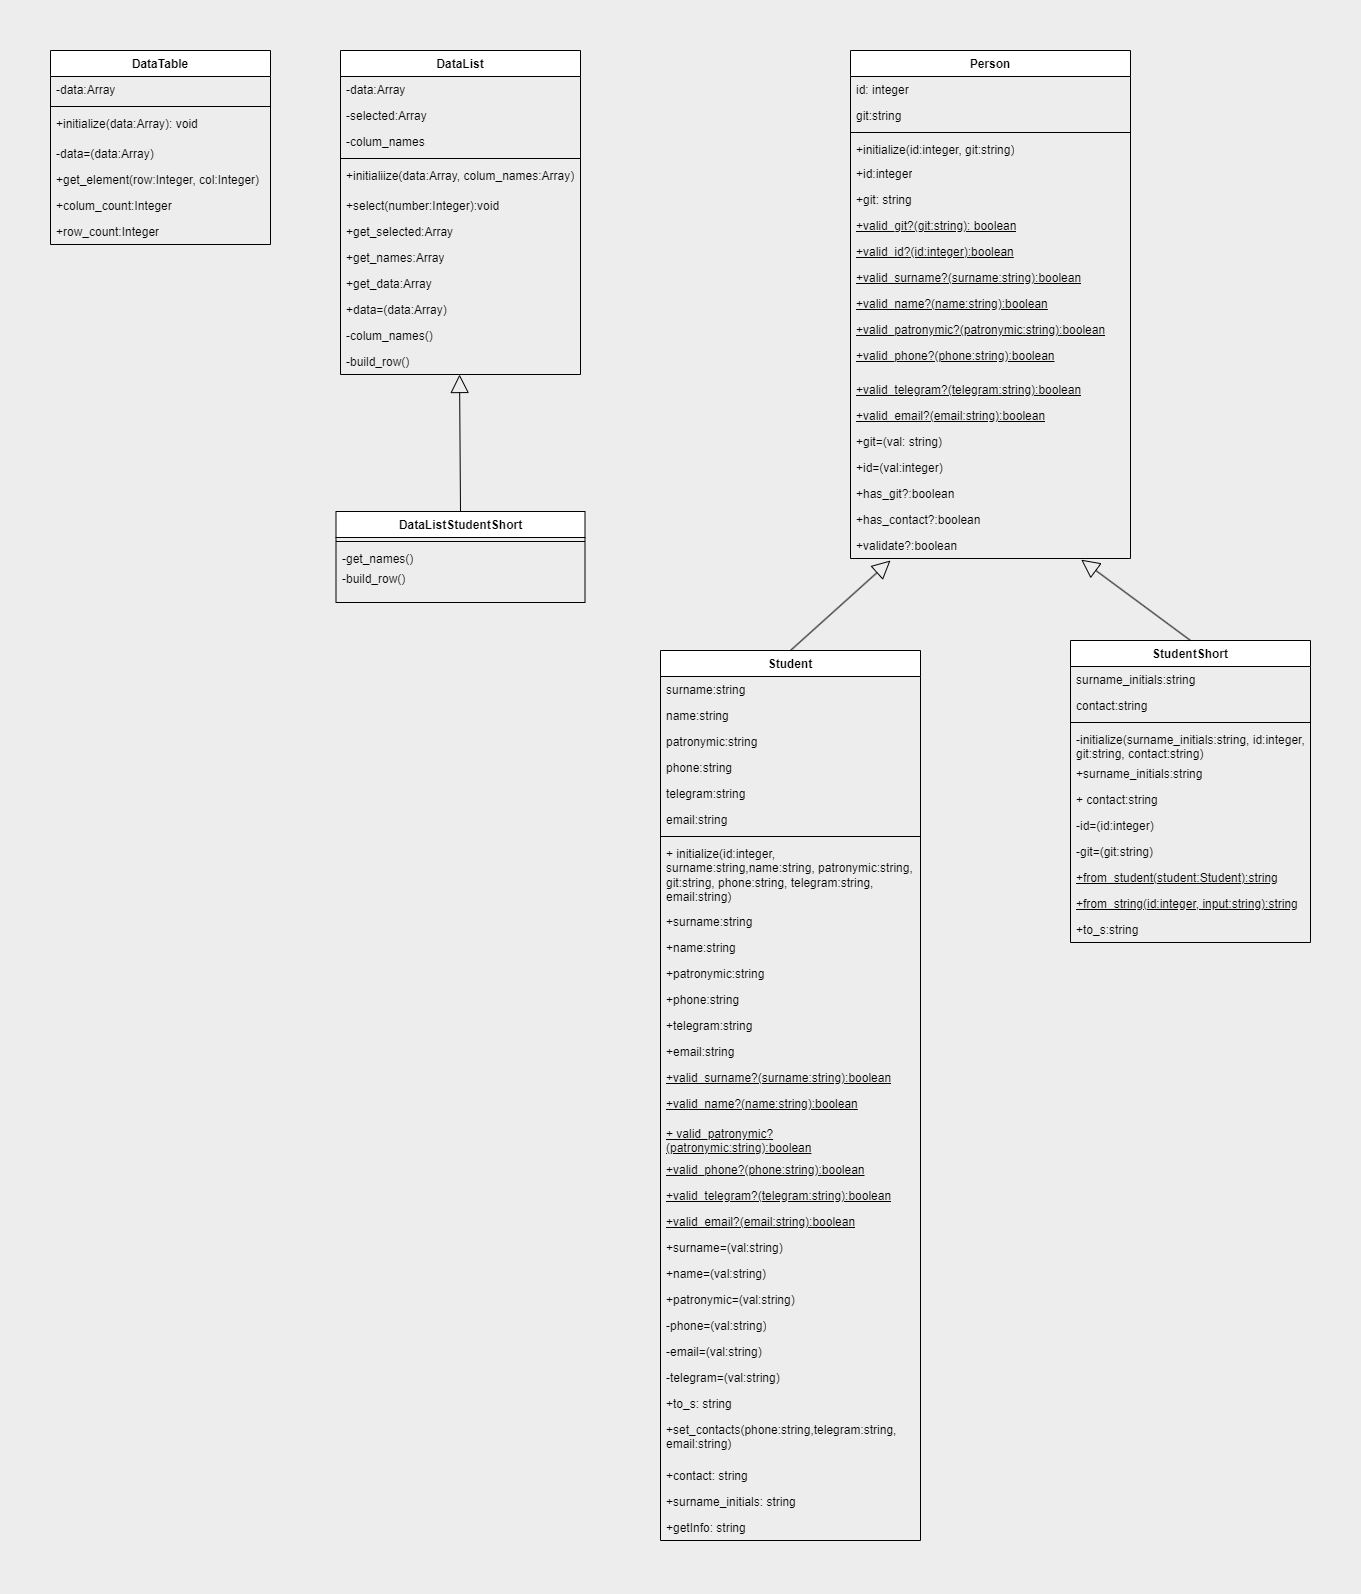 DataTable
-data:Array
+initialize(data:Array): void
-data=(data:Array)
+get_element(row:Integer, col:Integer)
+colum_count:Integer
+row_count:Integer
DataList
-data:Array
-selected:Array
-colum_names
+initialiize(data:Array, colum_names:Array)
+select(number:Integer):void
+get_selected:Array
+get_names:Array
+get_data:Array
+data=(data:Array)
-colum_names()
-build_row()
DataListStudentShort
-get_names()
-build_row()
Person
id: integer
git:string
+initialize(id:integer, git:string)
+id:integer
+git: string
+valid_git?(git:string): boolean
+valid_id?(id:integer):boolean
+valid_surname?(surname:string):boolean
+valid_name?(name:string):boolean
+valid_patronymic?(patronymic:string):boolean
+valid_phone?(phone:string):boolean
+valid_telegram?(telegram:string):boolean
+valid_email?(email:string):boolean
+git=(val: string)
+id=(val:integer)
+has_git?:boolean
+has_contact?:boolean
+validate?:boolean
Student
surname:string
name:string
patronymic:string
phone:string
telegram:string
email:string
+ initialize(id:integer,
surname:string,name:string, patronymic:string,
git:string, phone:string, telegram:string,
email:string)
+surname:string
+name:string
+patronymic:string
+phone:string
+telegram:string
+email:string
+valid_surname?(surname:string):boolean
+valid_name?(name:string):boolean
+ valid_patronymic?
(patronymic:string):boolean
+valid_phone?(phone:string):boolean
+valid_telegram?(telegram:string):boolean
+valid_email?(email:string):boolean
+surname=(val:string)
+name=(val:string)
+patronymic=(val:string)
-phone=(val:string)
-email=(val:string)
-telegram=(val:string)
+to_s: string
+set_contacts(phone:string,telegram:string,
email:string)
+contact: string
+surname_initials: string
+getInfo: string
StudentShort
surname_initials:string
contact:string
-initialize(surname_initials:string, id:integer,
git:string, contact:string)
+surname_initials:string
+ contact:string
-id=(id:integer)
-git=(git:string)
+from_student(student:Student):string
+from_string(id:integer, input:string):string
+to_s:string